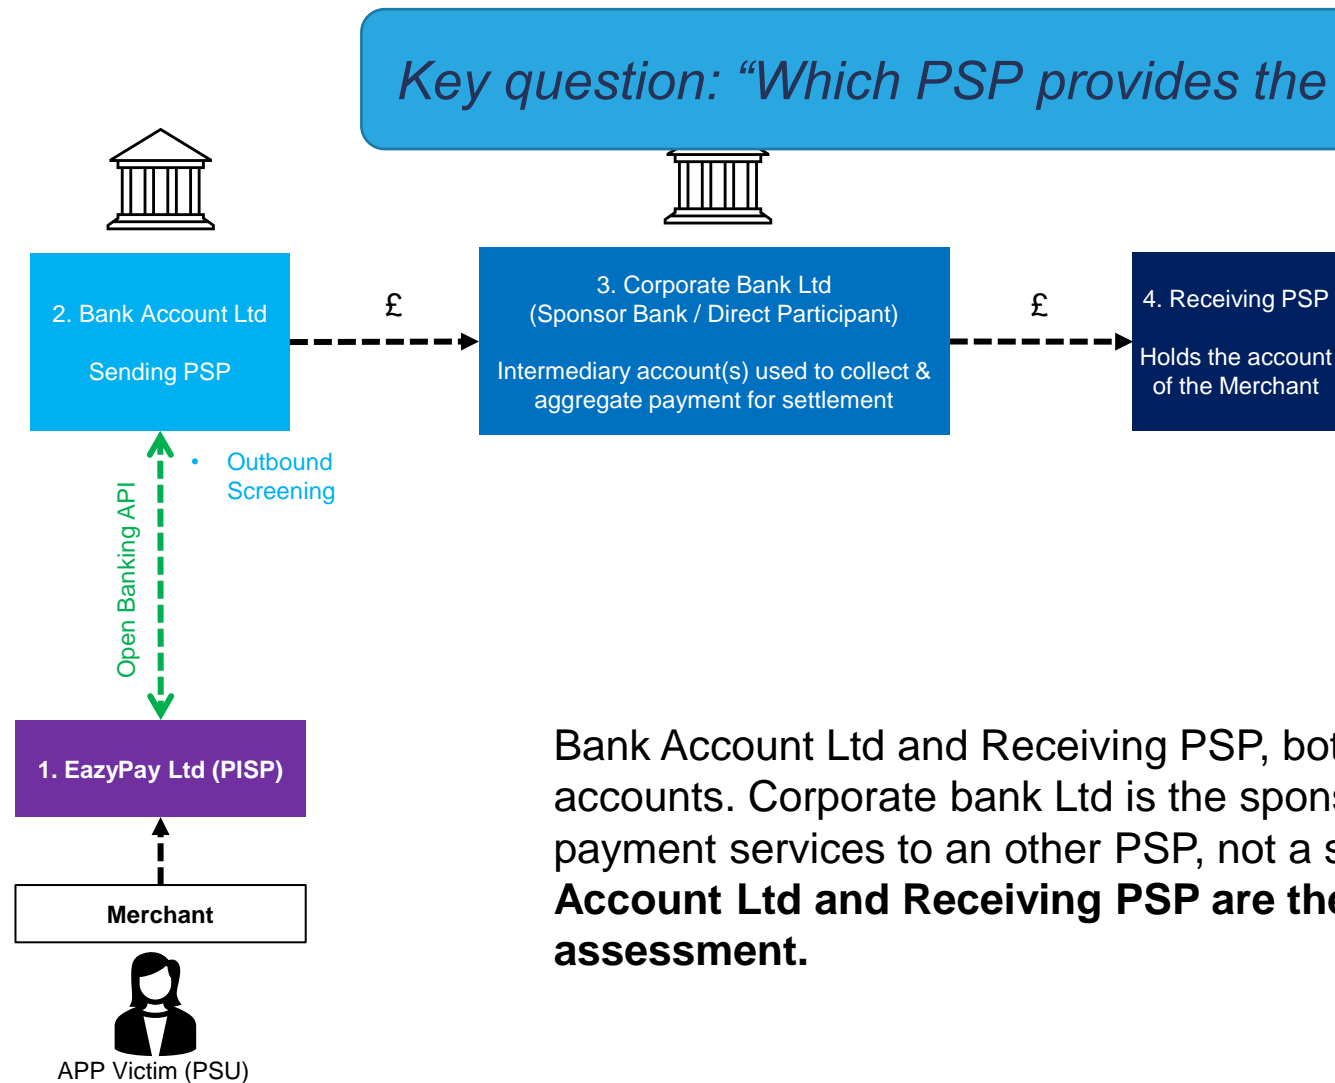 Key question: “Which PSP provides the
2. Bank Account Ltd
Sending PSP
£
3. Corporate Bank Ltd
(Sponsor Bank / Direct Participant)
Intermediary account(s) used to collect &
aggregate payment for settlement
£
4. Receiving PSP
Holds the account
of the Merchant
• Outbound
Screening
Open Banking API
1. EazyPay Ltd (PISP)
Merchant
APP Victim (PSU)
Bank Account Ltd and Receiving PSP,
accounts. Corporate bank Ltd is the
payment services to an other PSP, not a
Account Ltd and Receiving PSP are
assessment.